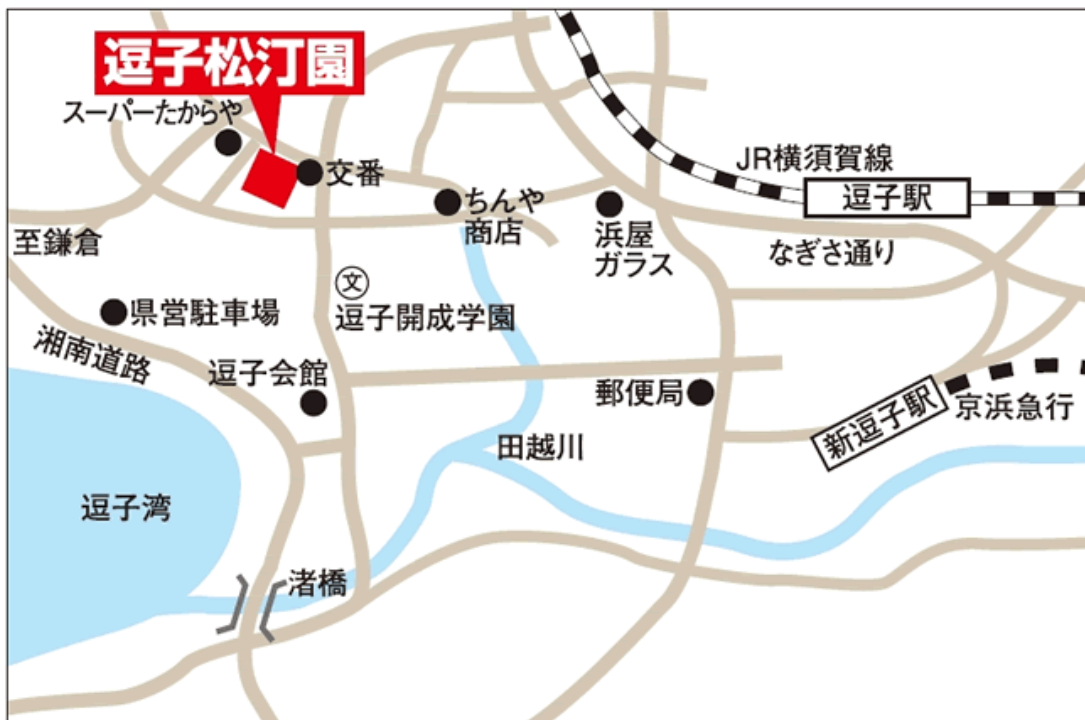 逗子松汀園
スーパーたからや
交番
JR横須賀線
逗子駅
ちんや
商店
浜屋
ガラス
なぎさ通り
至鎌倉
文
逗子開成学園
県営駐車場
湘南道路
逗子会館
郵便局
新逗子駅
京浜急行
田越川
逗子湾
渚橋